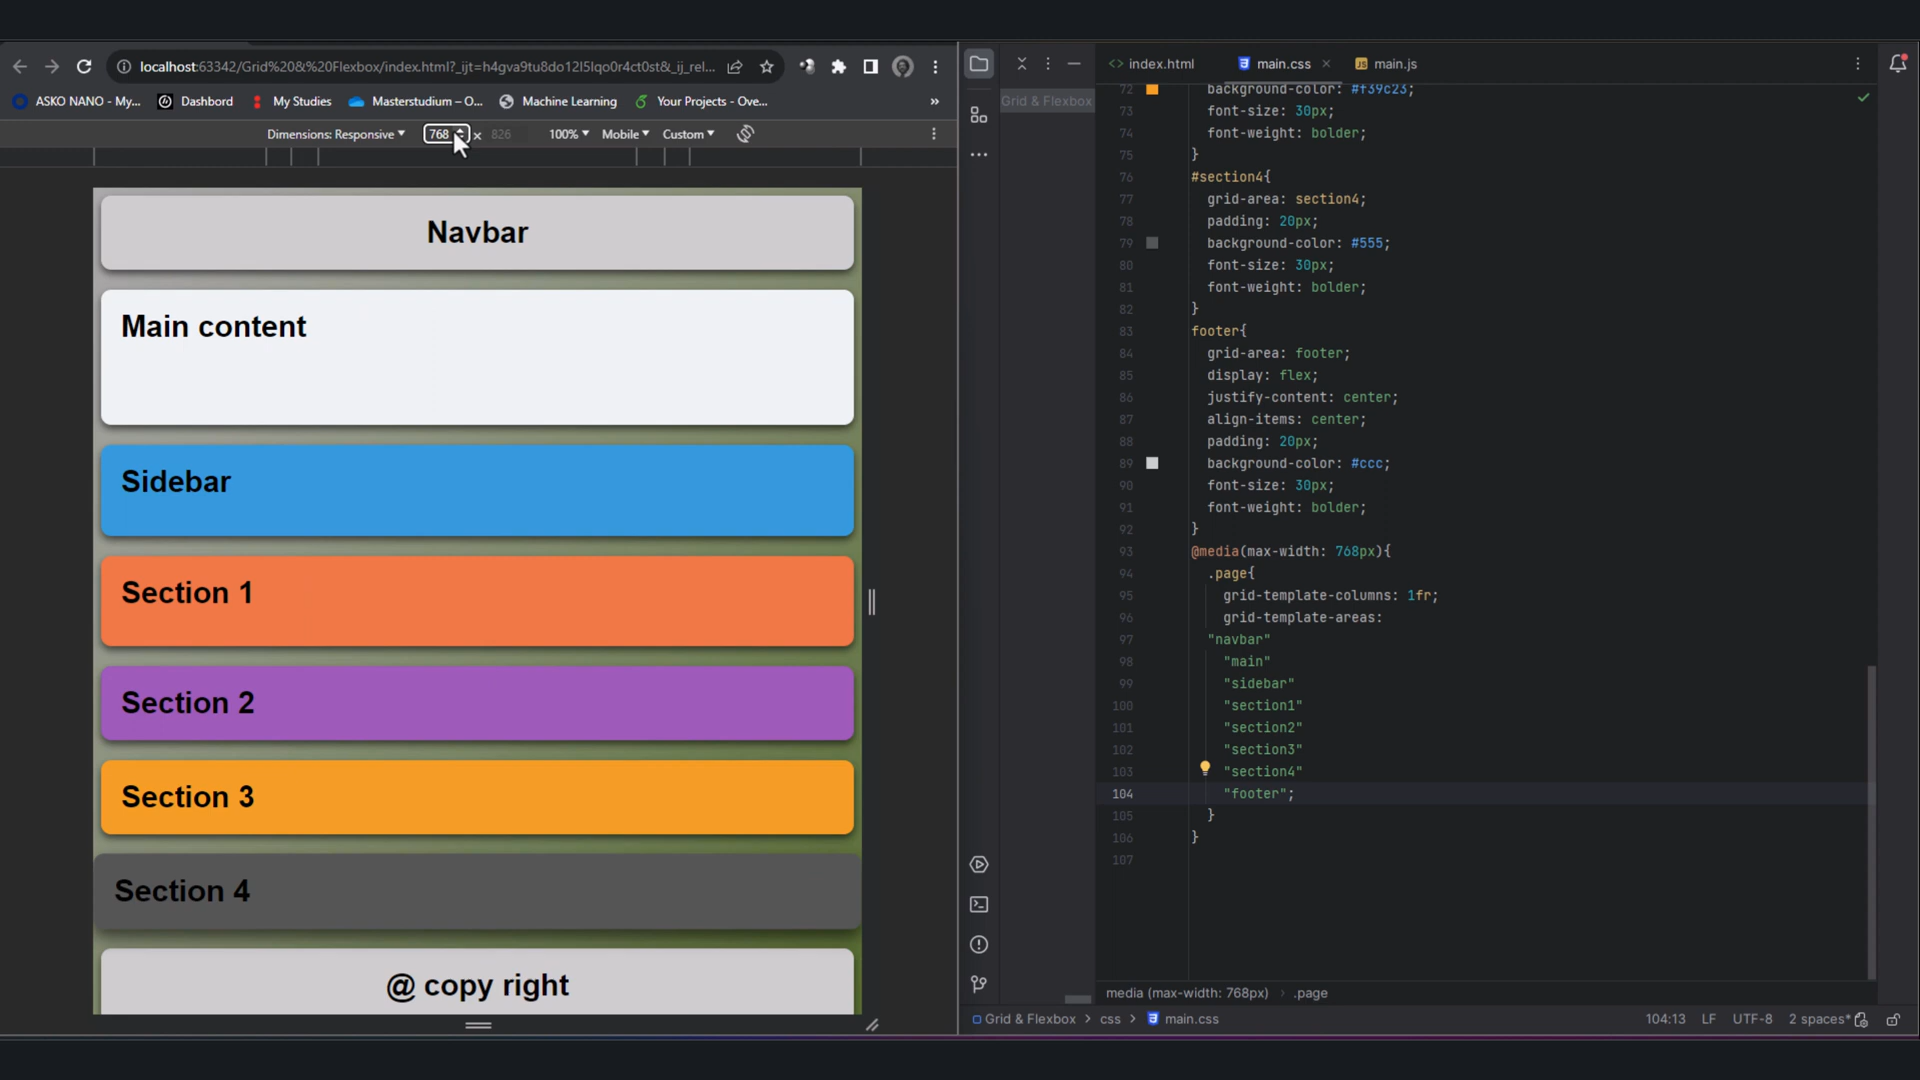 localhost:63342/Grid%20&%20Flexbox/index.html?_ijt=h4gva9tu8do12l5lqo0r4ct0st&_ij_rel...
ASKO NANO - My...
Dashbord
My Studies
Masterstudium – O...
Machine Learning
Your Projects - Ove...
»
Dimensions: Responsive
768 × 826
100%
Mobile
Custom
Navbar
Main content
Sidebar
Section 1
Section 2
Section 3
Section 4
@ copy right
Grid & Flexbox
<> index.html
main.css ×
JS main.js
72 background-color: #f39c23;
73 font-size: 30px;
74 font-weight: bolder;
75 }
76 #section4{
77 grid-area: section4;
78 padding: 20px;
79 background-color: #555;
80 font-size: 30px;
81 font-weight: bolder;
82 }
83 footer{
84 grid-area: footer;
85 display: flex;
86 justify-content: center;
87 align-items: center;
88 padding: 20px;
89 background-color: #ccc;
90 font-size: 30px;
91 font-weight: bolder;
92 }
93 @media(max-width: 768px){
94 .page{
95 grid-template-columns: 1fr;
96 grid-template-areas:
97 "navbar"
98 "main"
99 "sidebar"
100 "section1"
101 "section2"
102 "section3"
103 "section4"
104 "footer";
105 }
106 }
107
media (max-width: 768px) › .page
Grid & Flexbox > css > main.css
104:13 LF UTF-8 2 spaces*